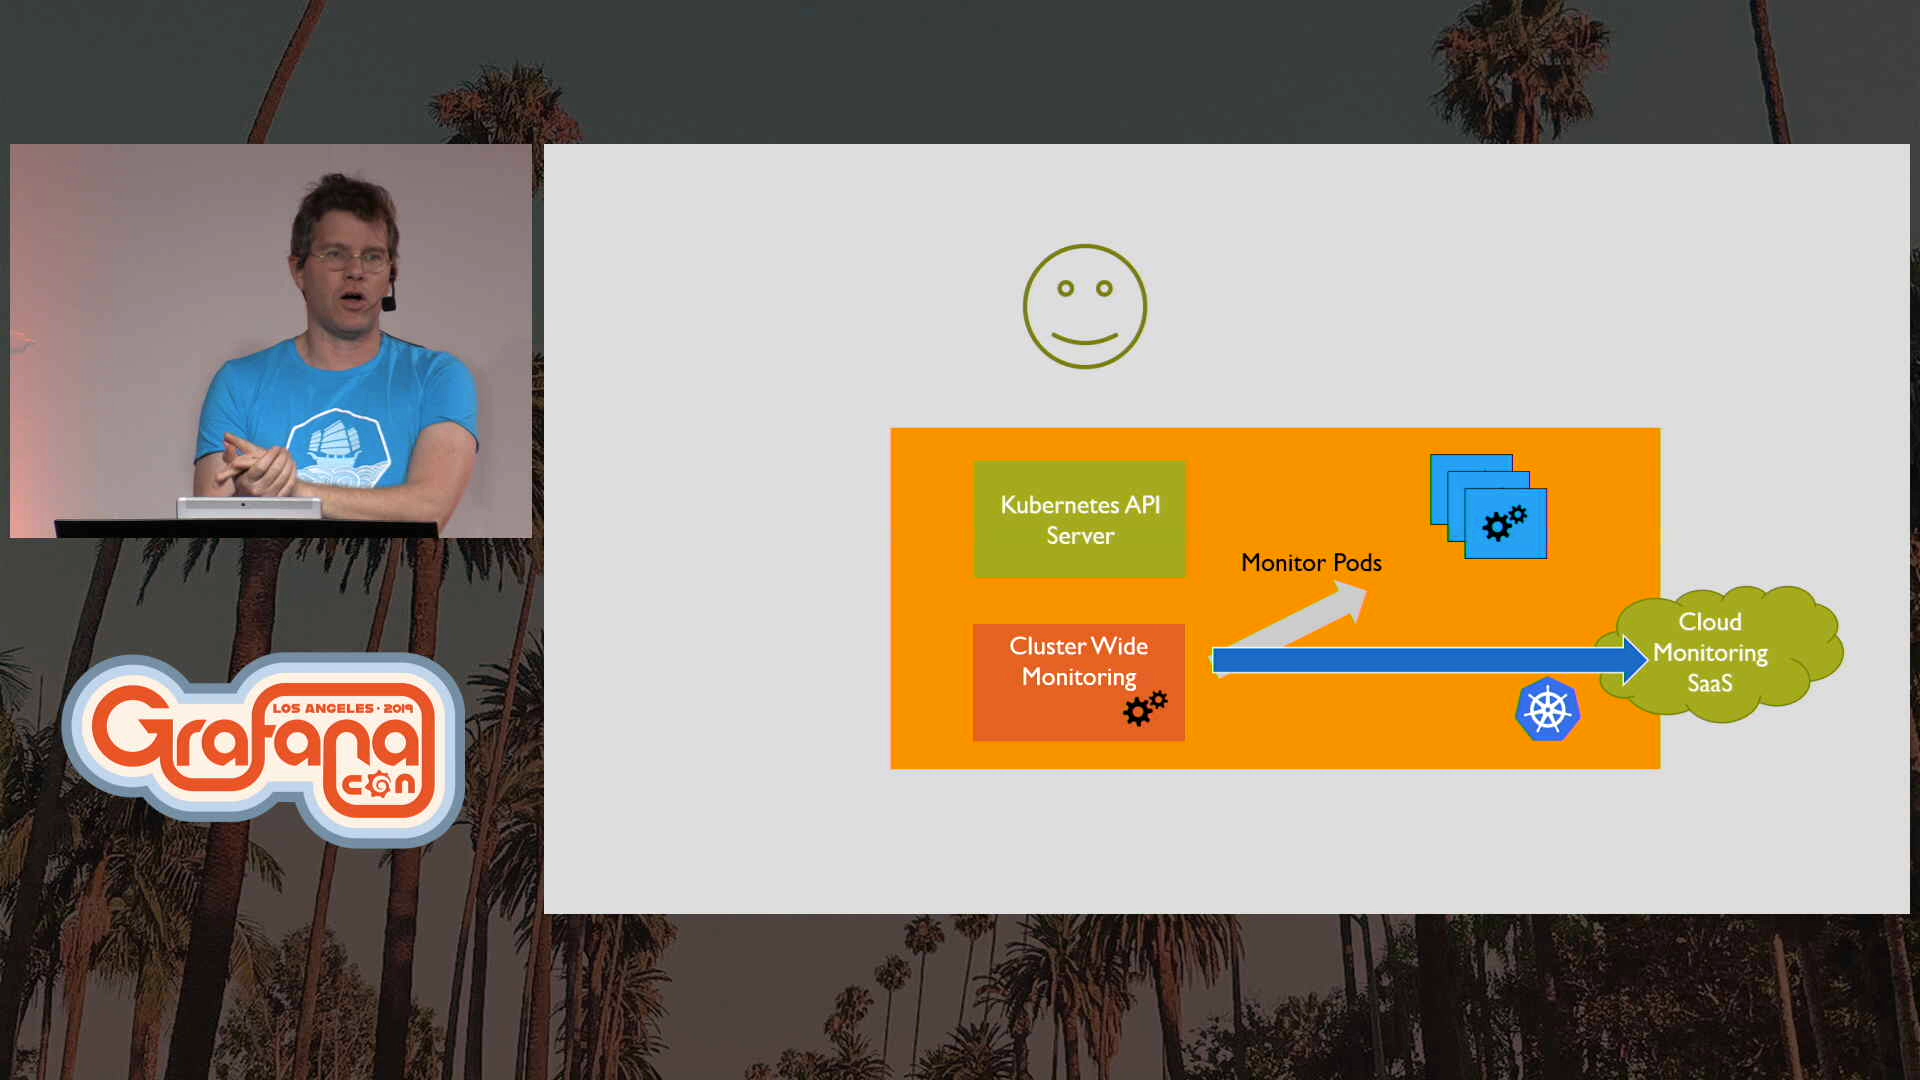 LOS ANGELES • 2019
Grafana
con
Kubernetes API
Server
Monitor Pods
Cluster Wide
Monitoring
Cloud
Monitoring
SaaS